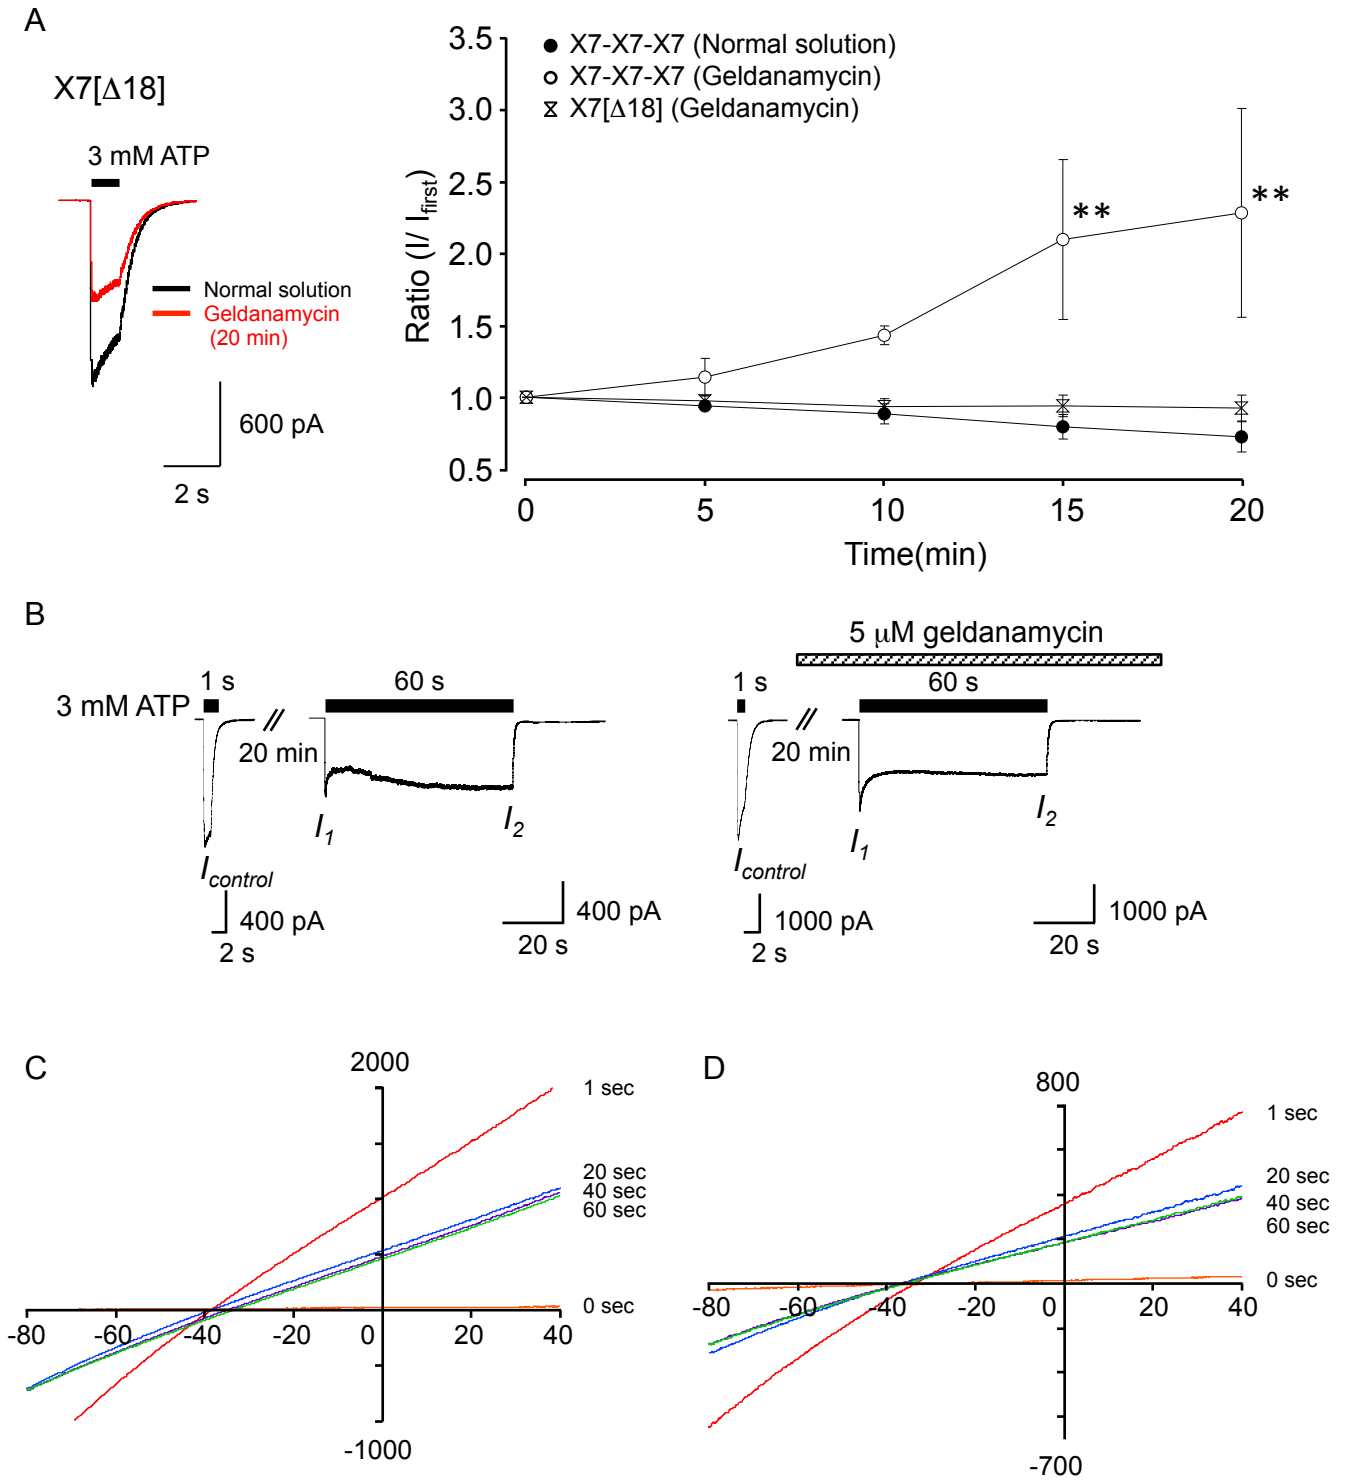 A
X7[Δ18]
3 mM ATP
Normal solution
Geldanamycin
(20 min)
600 pA
2 s
X7-X7-X7 (Normal solution)
X7-X7-X7 (Geldanamycin)
X7[Δ18] (Geldanamycin)
Ratio (I/ Ifirst)
3.5
3.0
2.5
2.0
1.5
1.0
0.5
**
**
0 5 10 15 20
Time(min)
B
5 μM geldanamycin
3 mM ATP
1 s
60 s
20 min
I1
I2
Icontrol
400 pA
2 s
400 pA
20 s
1 s
60 s
20 min
I1
I2
Icontrol
1000 pA
2 s
1000 pA
20 s
C
2000
1 sec
20 sec
40 sec
60 sec
0 sec
-80 -60 -40 -20 0 20 40
-1000
D
800
1 sec
20 sec
40 sec
60 sec
0 sec
-80 -60 -40 -20 0 20 40
-700